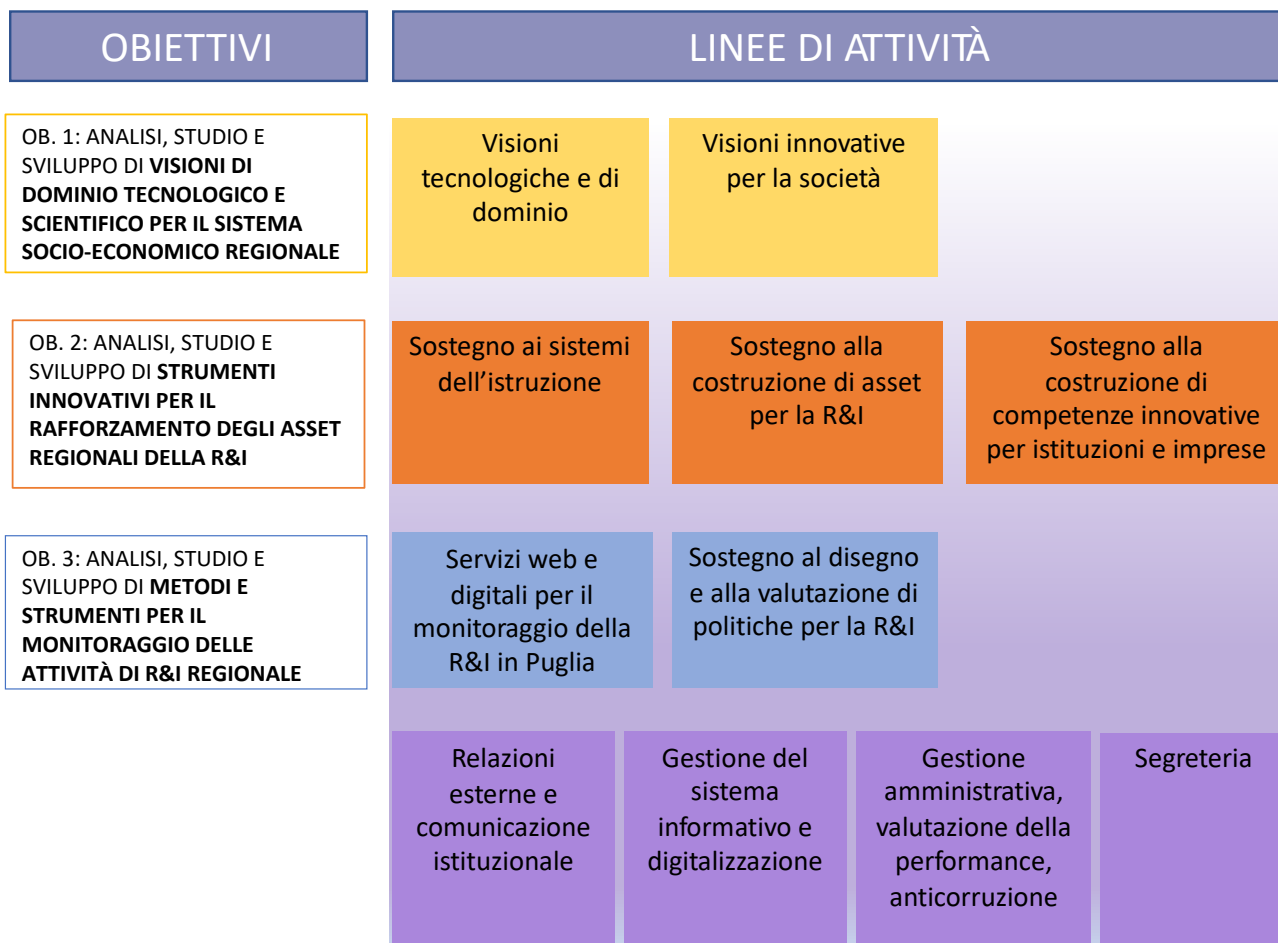 OBIETTIVI
LINEE DI ATTIVITÀ
OB. 1: ANALISI, STUDIO E
SVILUPPO DI VISIONI DI
DOMINIO TECNOLOGICO E
SCIENTIFICO PER IL SISTEMA
SOCIO-ECONOMICO REGIONALE
Visioni
tecnologiche e di
dominio
Visioni innovative
per la società
OB. 2: ANALISI, STUDIO E
SVILUPPO DI STRUMENTI
INNOVATIVI PER IL
RAFFORZAMENTO DEGLI ASSET
REGIONALI DELLA R&I
Sostegno ai sistemi
dell’istruzione
Sostegno alla
costruzione di asset
per la R&I
Sostegno alla
costruzione di
competenze innovative
per istituzioni e imprese
OB. 3: ANALISI, STUDIO E
SVILUPPO DI METODI E
STRUMENTI PER IL
MONITORAGGIO DELLE
ATTIVITÀ DI R&I REGIONALE
Servizi web e
digitali per il
monitoraggio della
R&I in Puglia
Sostegno al disegno
e alla valutazione di
politiche per la R&I
Relazioni
esterne e
comunicazione
istituzionale
Gestione del
sistema
informativo e
digitalizzazione
Gestione
amministrativa,
valutazione della
performance,
anticorruzione
Segreteria